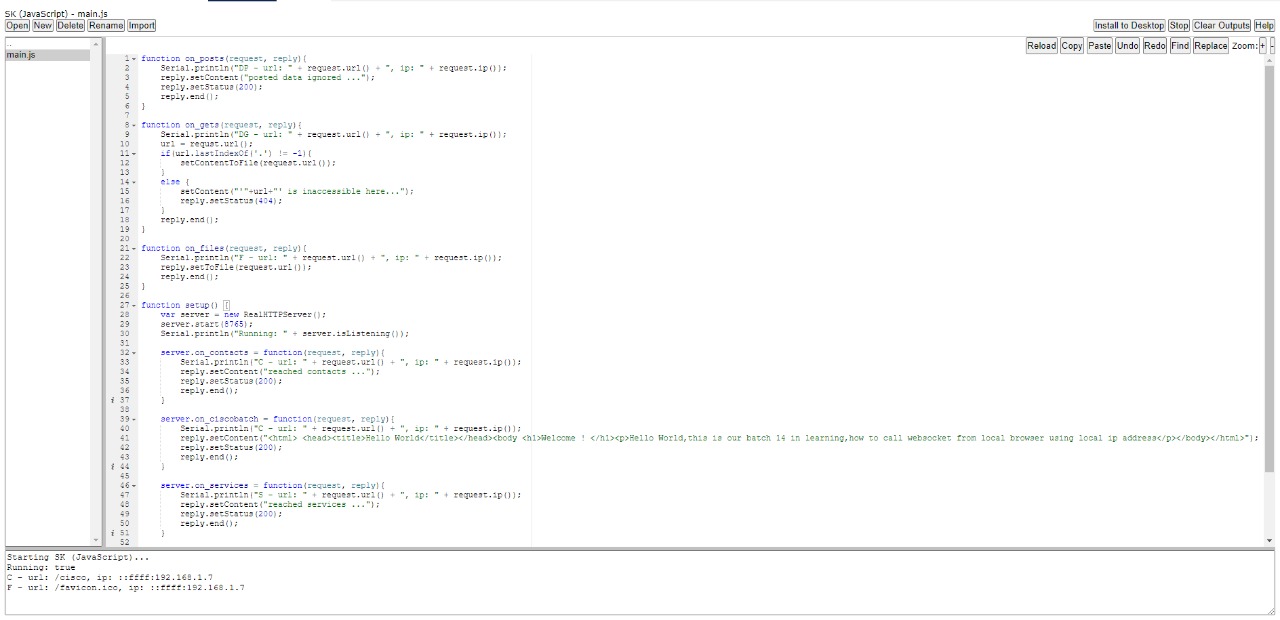 SK (JavaScript) - main.js
Open New Delete Rename Import
Install to Desktop Stop Clear Outputs Help
..
main.js
Reload Copy Paste Undo Redo Find Replace Zoom: + -
1 function on_posts(request, reply){
2 Serial.println("DP - url: " + request.url() + ", ip: " + request.ip());
3 reply.setContent("posted data ignored ...");
4 reply.setStatus(200);
5 reply.end();
6 }
7
8 function on_gets(request, reply){
9 Serial.println("DG - url: " + request.url() + ", ip: " + request.ip());
10 url = requst.url();
11 if(url.lastIndexOf('.') != -1){
12 setContentToFile(request.url());
13 }
14 else {
15 setContent("'"+url+"' is inaccessible here...");
16 reply.setStatus(404);
17 }
18 reply.end();
19 }
20
21 function on_files(request, reply){
22 Serial.println("F - url: " + request.url() + ", ip: " + request.ip());
23 reply.setToFile(request.url());
24 reply.end();
25 }
26
27 function setup() {
28 var server = new RealHTTPServer();
29 server.start(8765);
30 Serial.println("Running: " + server.isListening());
31
32 server.on_contacts = function(request, reply){
33 Serial.println("C - url: " + request.url() + ", ip: " + request.ip());
34 reply.setContent("reached contacts ...");
35 reply.setStatus(200);
36 reply.end();
i 37 }
38
39 server.on_ciscobatch = function(request, reply){
40 Serial.println("C - url: " + request.url() + ", ip: " + request.ip());
41 reply.setContent("<html> <head><title>Hello World</title></head><body <h1>Welcome ! </h1><p>Hello World,this is our batch 14 in learning,how to call websocket from local browser using local ip address</p></body></html>");
42 reply.setStatus(200);
43 reply.end();
i 44 }
45
46 server.on_services = function(request, reply){
47 Serial.println("S - url: " + request.url() + ", ip: " + request.ip());
48 reply.setContent("reached services ...");
49 reply.setStatus(200);
50 reply.end();
i 51 }
52
Starting SK (JavaScript)...
Running: true
C - url: /cisco, ip: ::ffff:192.168.1.7
F - url: /favicon.ico, ip: ::ffff:192.168.1.7